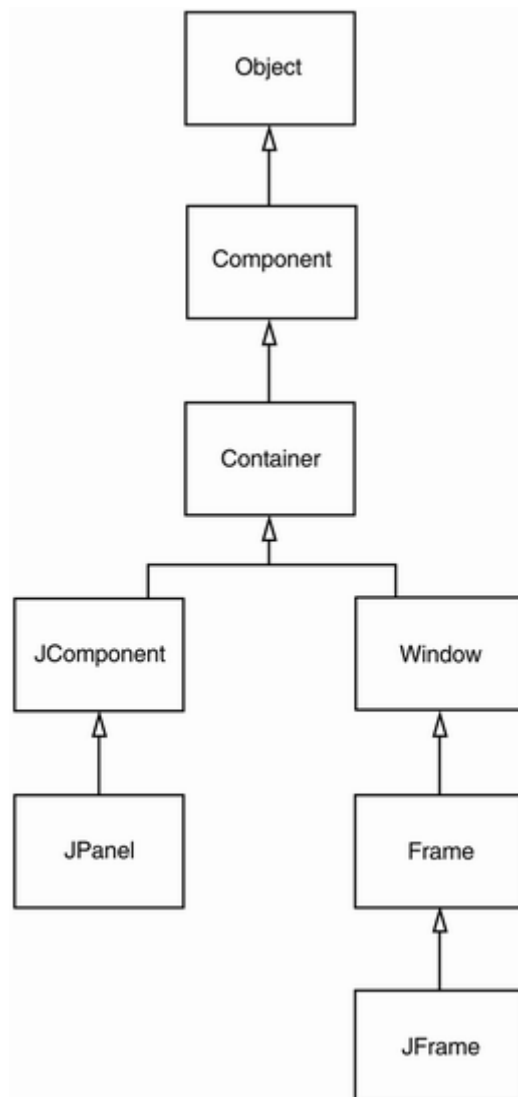 Object
Component
Container
JComponent
Window
JPanel
Frame
JFrame